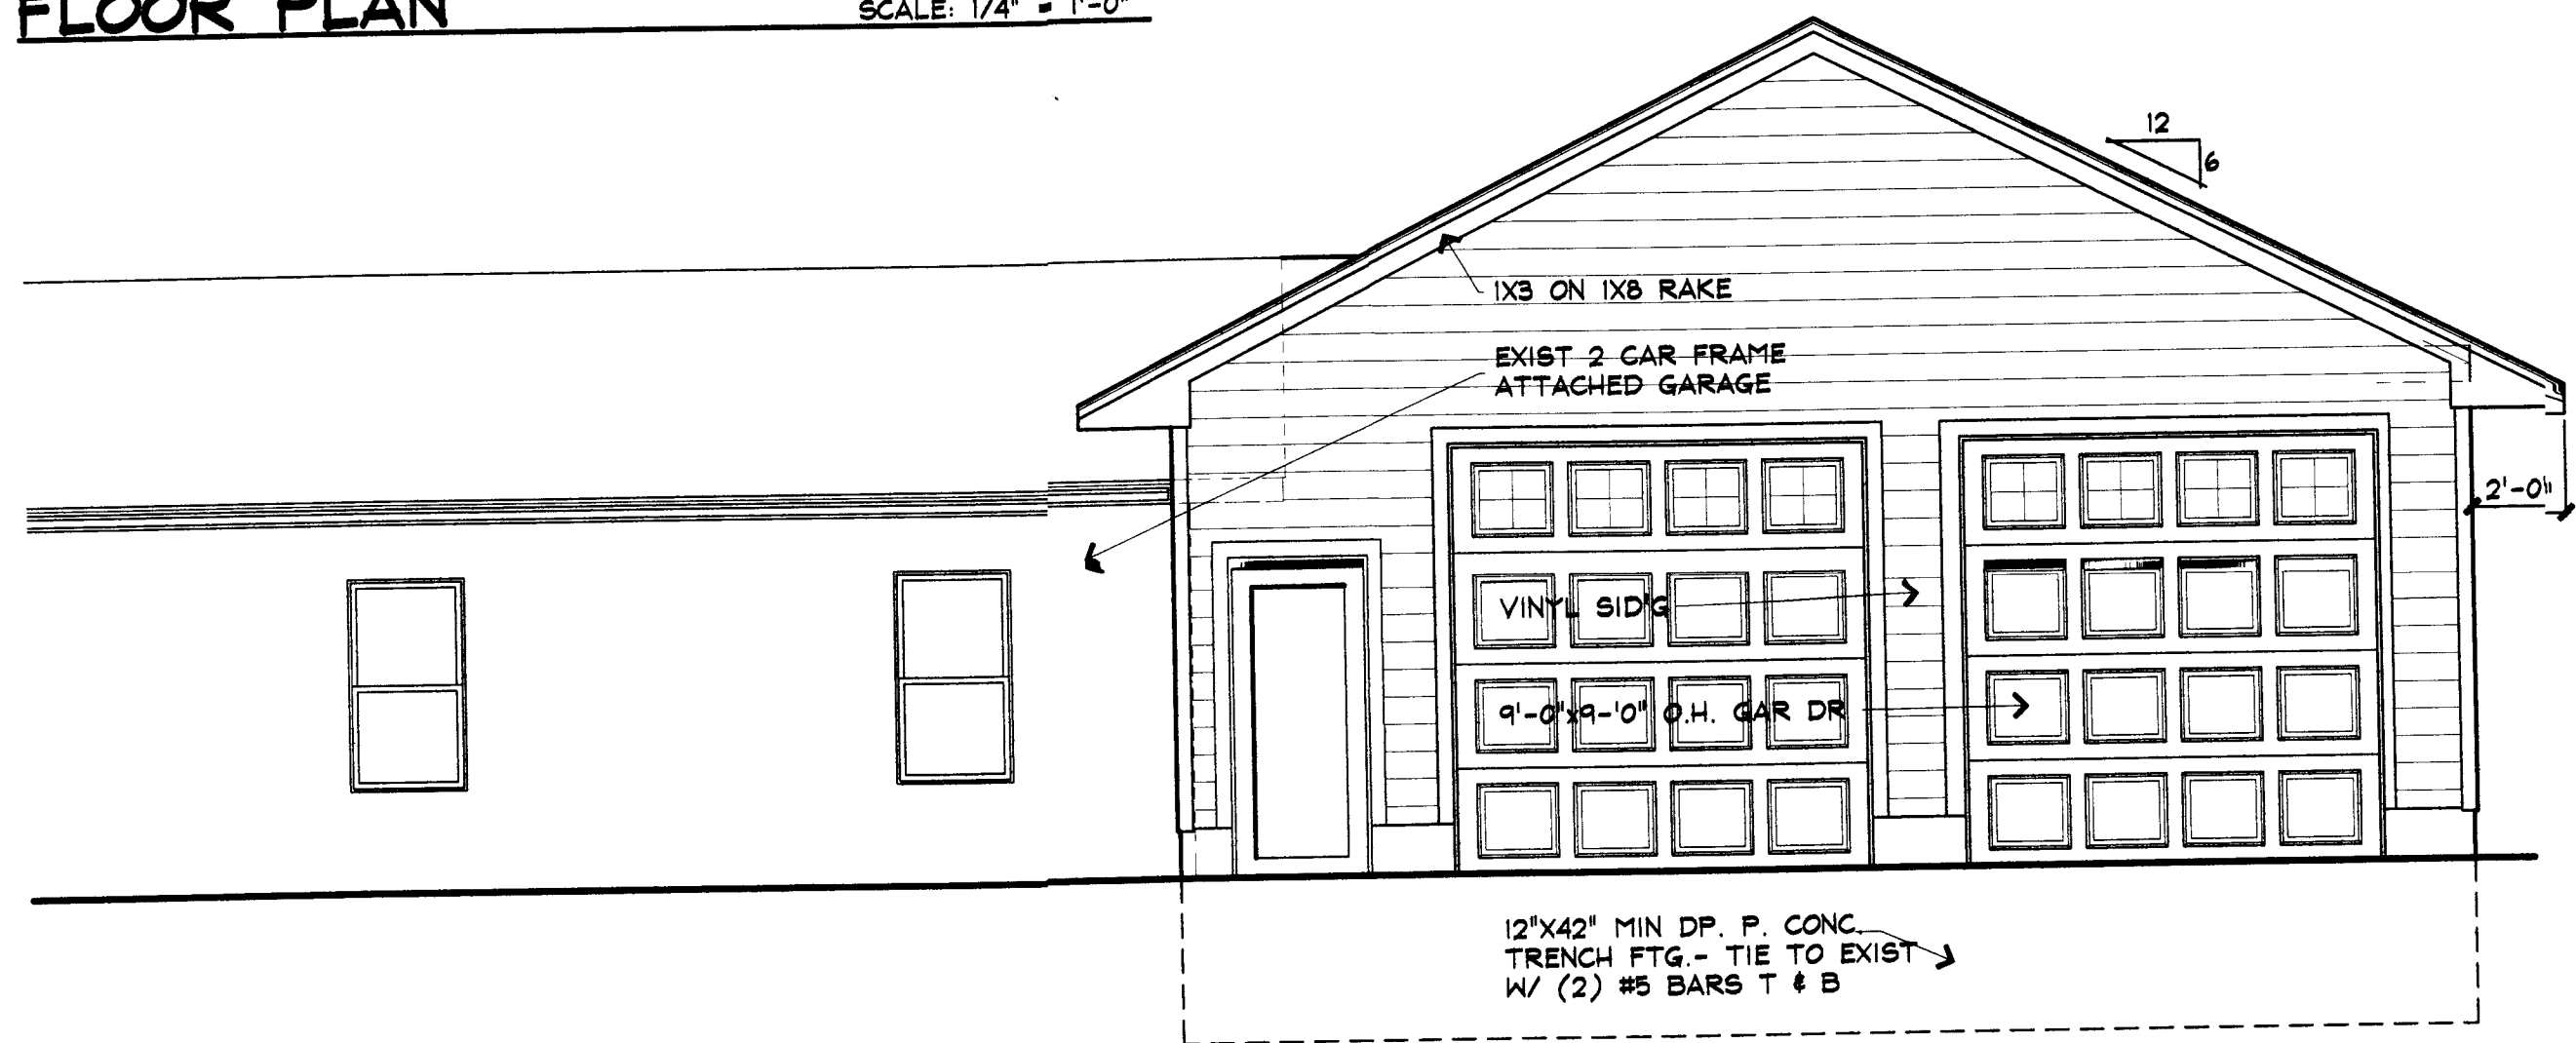 FLOOR PLAN
SCALE: 1/4" = 1'-0"
12
6
1X3 ON 1X8 RAKE
EXIST 2 CAR FRAME
ATTACHED GARAGE
2'-0"
VINYL SID'G
9'-0"x9-'0" O.H. GAR DR
12"X42" MIN DP. P. CONC.
TRENCH FTG.- TIE TO EXIST
W/ (2) #5 BARS T & B